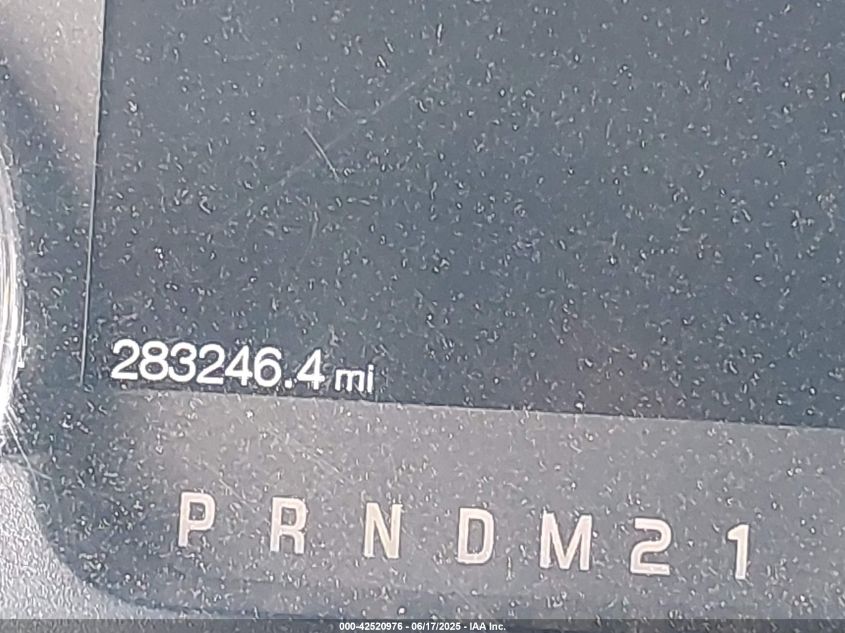 283246.4 mi
P R N D M 2 1
000-42520976 - 06/17/2025 - IAA Inc.